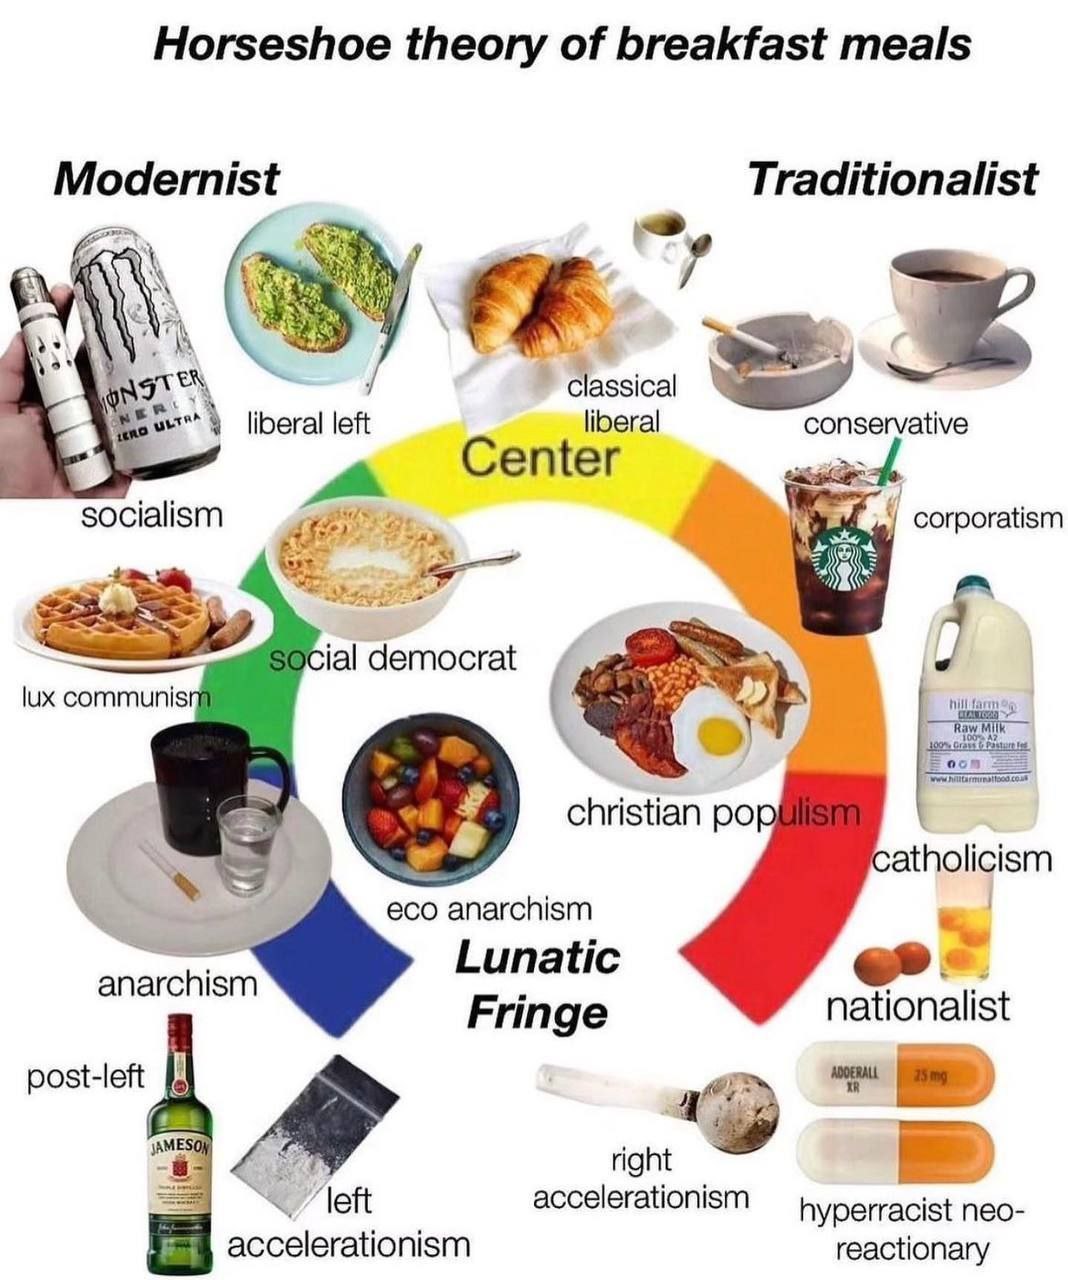 Horseshoe theory of breakfast meals
Modernist
Traditionalist
MONSTER
ENERGY
ZERO ULTRA
liberal left
classical
liberal
conservative
Center
socialism
corporatism
social democrat
lux communism
hill farm
REAL FOOD
Raw Milk
100% A2
100% Grass & Pasture fed
www.hillfarmrealfood.co.uk
christian populism
catholicism
eco anarchism
Lunatic
Fringe
anarchism
nationalist
post-left
ADDERALL
XR
25 mg
JAMESON
right
accelerationism
left
accelerationism
hyperracist neo-
reactionary